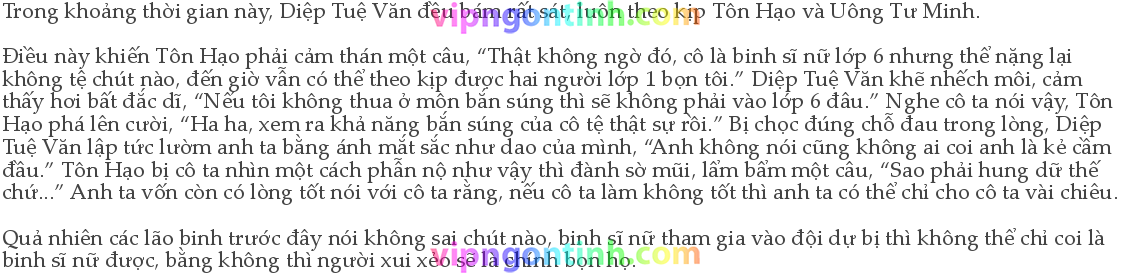 Trong khoảng thời gian này, Diệp Tuệ Văn đều bám rất sát, luôn theo kịp Tôn Hạo và Uông Tư Minh.
vipngontinh.com
Điều này khiến Tôn Hạo phải cảm thán một câu, “Thật không ngờ đó, cô là binh sĩ nữ lớp 6 nhưng thể nặng lại
không tệ chút nào, đến giờ vẫn có thể theo kịp được hai người lớp 1 bọn tôi.” Diệp Tuệ Văn khẽ nhếch môi, cảm
thấy hơi bất đắc dĩ, “Nếu tôi không thua ở môn bắn súng thì sẽ không phải vào lớp 6 đâu.” Nghe cô ta nói vậy, Tôn
Hạo phá lên cười, “Ha ha, xem ra khả năng bắn súng của cô tệ thật sự rồi.” Bị chọc đúng chỗ đau trong lòng, Diệp
Tuệ Văn lập tức lườm anh ta bằng ánh mắt sắc như dao của mình, “Anh không nói cũng không ai coi anh là kẻ câm
đâu.” Tôn Hạo bị cô ta nhìn một cách phẫn nộ như vậy thì đành sờ mũi, lẩm bẩm một câu, “Sao phải hung dữ thế
chứ...” Anh ta vốn còn có lòng tốt nói với cô ta rằng, nếu cô ta làm không tốt thì anh ta có thể chỉ cho cô ta vài chiêu.
Quả nhiên các lão binh trước đây nói không sai chút nào, binh sĩ nữ tham gia vào đội dự bị thì không thể chỉ coi là
vipngontinh.com
binh sĩ nữ được, bằng không thì người xui xẻo sẽ là chính bọn họ.